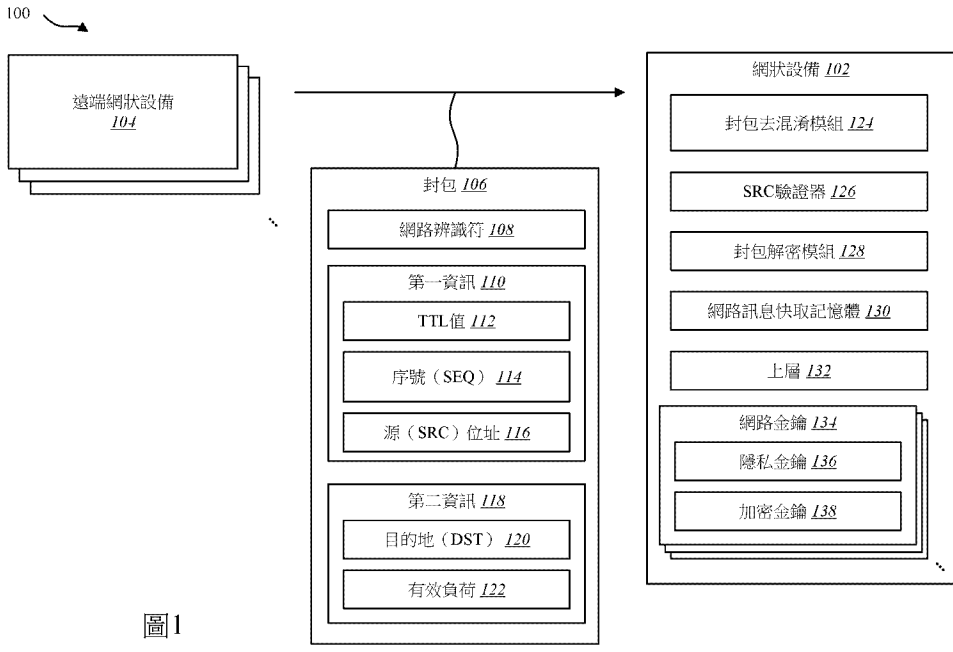 100
遠端網狀設備
104
封包 106
網路辨識符 108
第一資訊 110
TTL值 112
序號（SEQ） 114
源（SRC）位址 116
第二資訊 118
目的地（DST） 120
有效負荷 122
網狀設備 102
封包去混淆模組 124
SRC驗證器 126
封包解密模組 128
網路訊息快取記憶體 130
上層 132
網路金鑰 134
隱私金鑰 136
加密金鑰 138
圖1